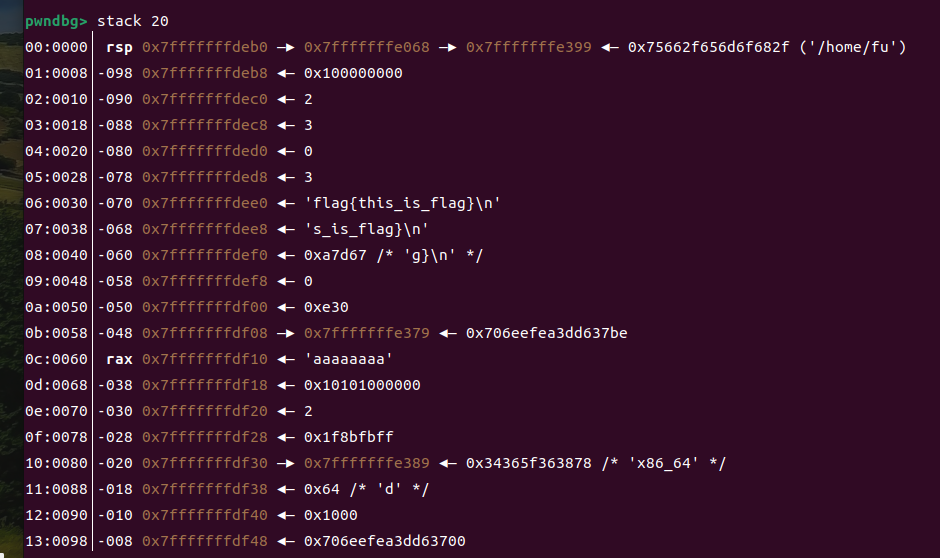 pwndbg> stack 20
00:0000│ rsp 0x7fffffffdeb0 —▸ 0x7fffffffe068 —▸ 0x7fffffffe399 ◂— 0x75662f656d6f682f ('/home/fu')
01:0008│-098 0x7fffffffdeb8 ◂— 0x100000000
02:0010│-090 0x7fffffffdec0 ◂— 2
03:0018│-088 0x7fffffffdec8 ◂— 3
04:0020│-080 0x7fffffffded0 ◂— 0
05:0028│-078 0x7fffffffded8 ◂— 3
06:0030│-070 0x7fffffffdee0 ◂— 'flag{this_is_flag}\n'
07:0038│-068 0x7fffffffdee8 ◂— 's_is_flag}\n'
08:0040│-060 0x7fffffffdef0 ◂— 0xa7d67 /* 'g}\n' */
09:0048│-058 0x7fffffffdef8 ◂— 0
0a:0050│-050 0x7fffffffdf00 ◂— 0xe30
0b:0058│-048 0x7fffffffdf08 —▸ 0x7fffffffe379 ◂— 0x706eefea3dd637be
0c:0060│ rax 0x7fffffffdf10 ◂— 'aaaaaaaa'
0d:0068│-038 0x7fffffffdf18 ◂— 0x10101000000
0e:0070│-030 0x7fffffffdf20 ◂— 2
0f:0078│-028 0x7fffffffdf28 ◂— 0x1f8bfbff
10:0080│-020 0x7fffffffdf30 —▸ 0x7fffffffe389 ◂— 0x34365f363878 /* 'x86_64' */
11:0088│-018 0x7fffffffdf38 ◂— 0x64 /* 'd' */
12:0090│-010 0x7fffffffdf40 ◂— 0x1000
13:0098│-008 0x7fffffffdf48 ◂— 0x706eefea3dd63700